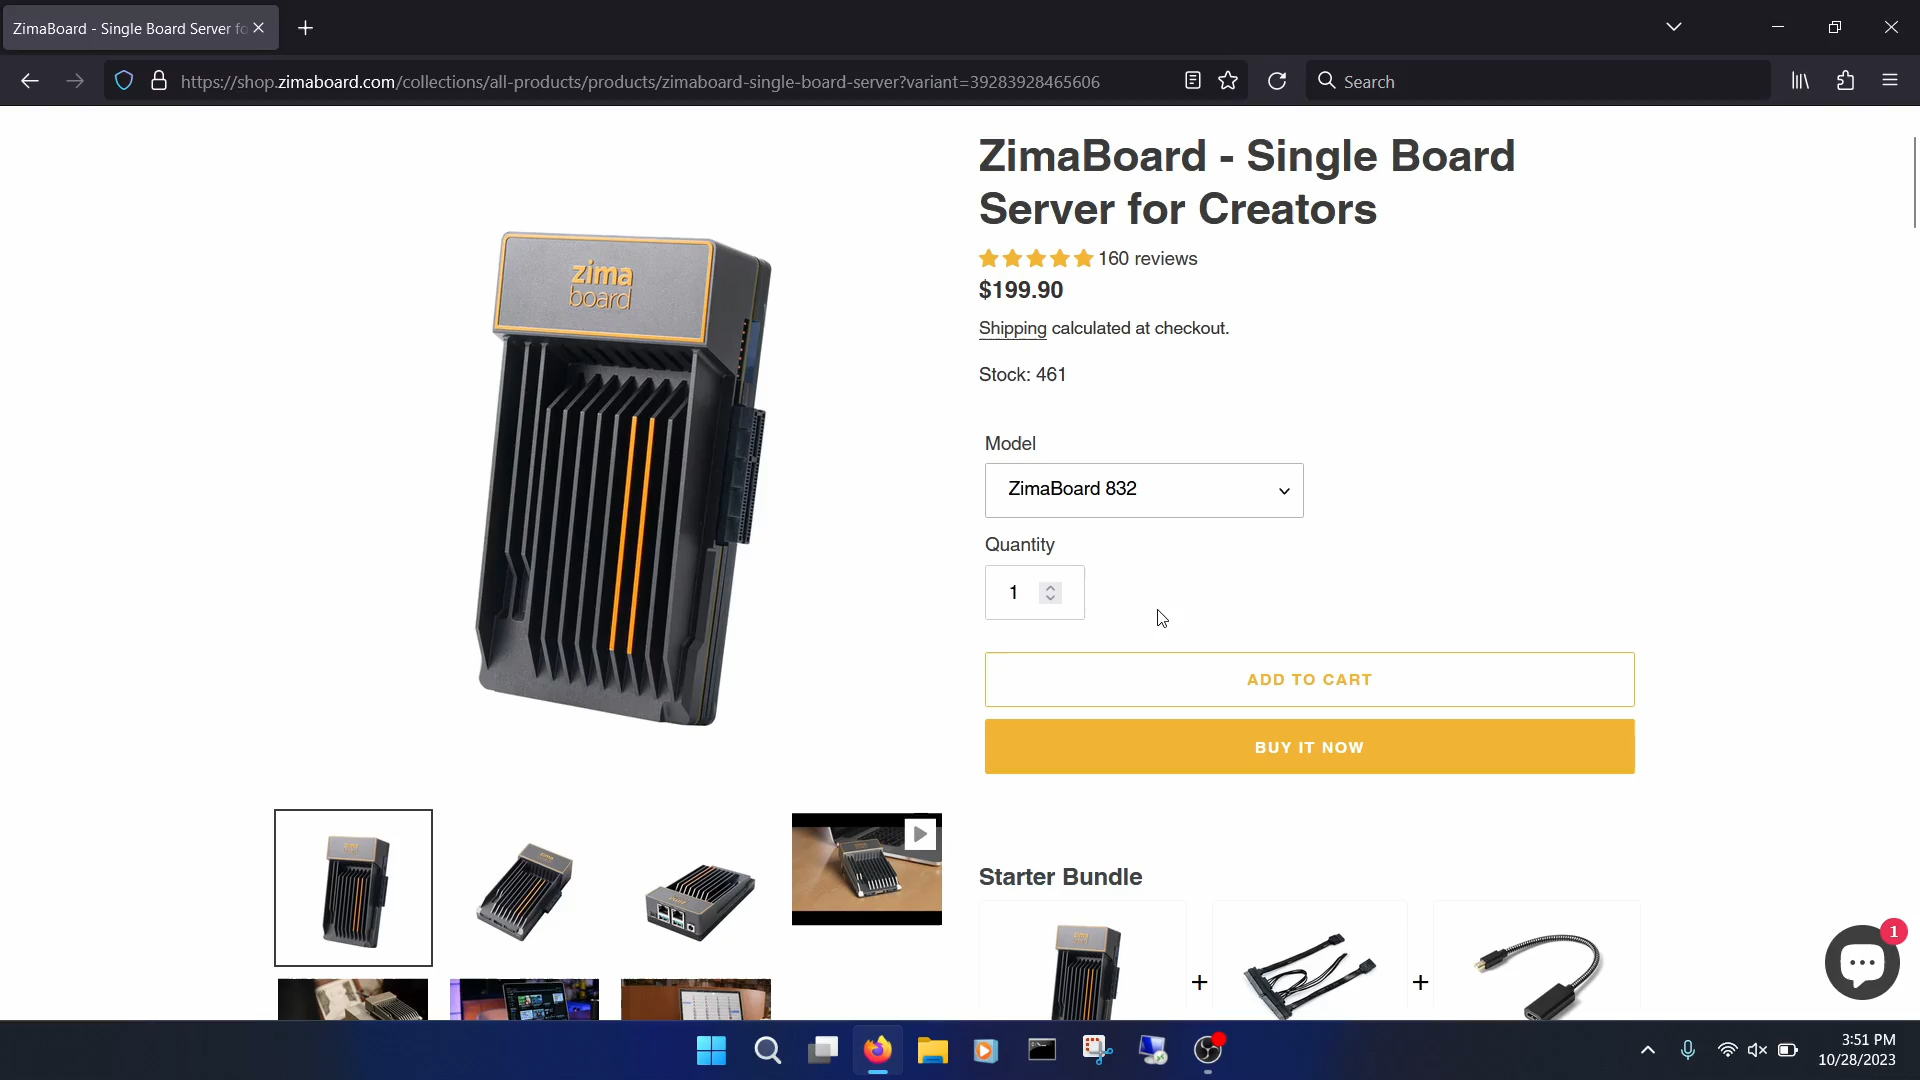 ZimaBoard - Single Board Server fo
https://shop.zimaboard.com/collections/all-products/products/zimaboard-single-board-server?variant=39283928465606
Search
zima
board
ZimaBoard - Single Board
Server for Creators
160 reviews
$199.90
Shipping calculated at checkout.
Stock: 461
Model
ZimaBoard 832
Quantity
1
ADD TO CART
BUY IT NOW
Starter Bundle
+
+
1
3:51 PM
10/28/2023